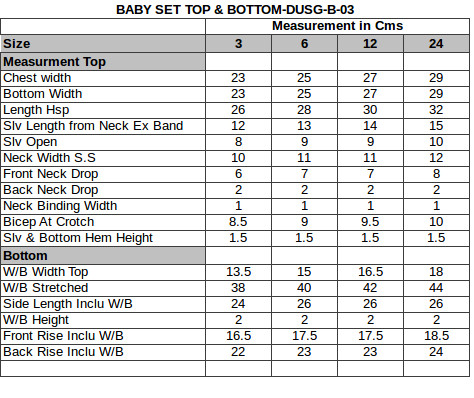 BABY SET TOP & BOTTOM-DUSG-B-03
Measurement in Cms
Size 3 6 12 24
Measurment Top
Chest width 23 25 27 29
Bottom Width 23 25 27 29
Length Hsp 26 28 30 32
Slv Length from Neck Ex Band 12 13 14 15
Slv Open 8 9 9 10
Neck Width S.S 10 11 11 12
Front Neck Drop 6 7 7 8
Back Neck Drop 2 2 2 2
Neck Binding Width 1 1 1 1
Bicep At Crotch 8.5 9 9.5 10
Slv & Bottom Hem Height 1.5 1.5 1.5 1.5
Bottom
W/B Width Top 13.5 15 16.5 18
W/B Stretched 38 40 42 44
Side Length Inclu W/B 24 26 26 26
W/B Height 2 2 2 2
Front Rise Inclu W/B 16.5 17.5 17.5 18.5
Back Rise Inclu W/B 22 23 23 24